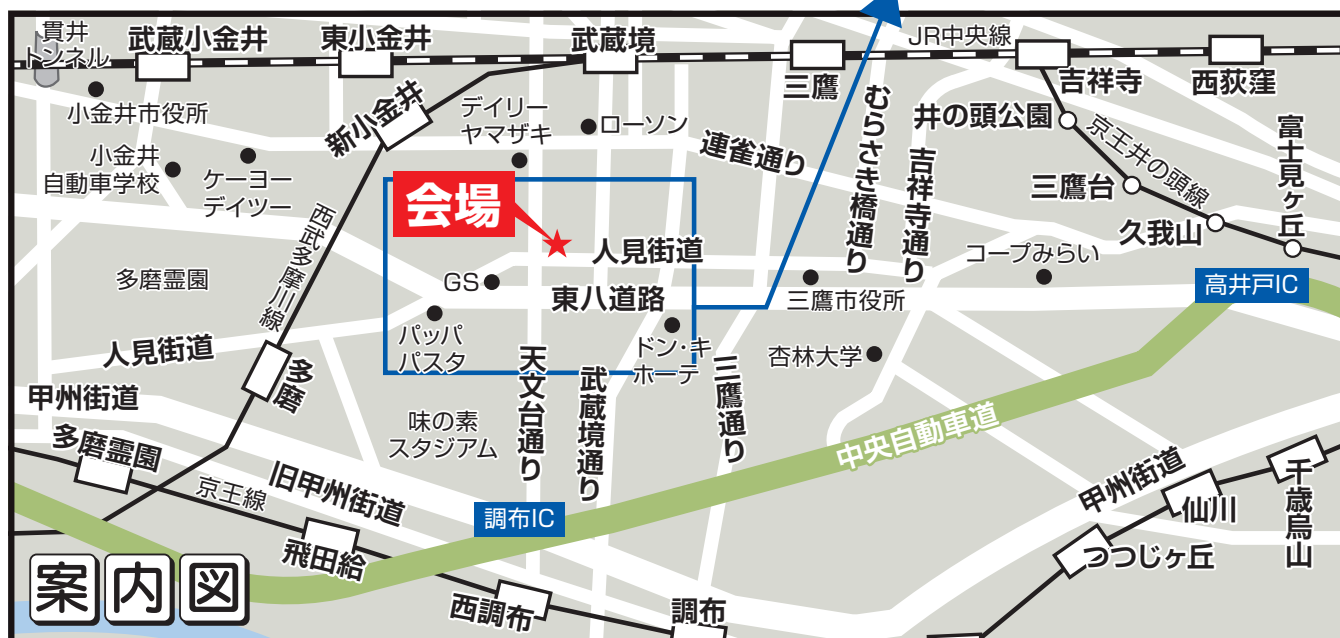 貫井
トンネル
武蔵小金井
東小金井
武蔵境
三鷹
JR中央線
吉祥寺
西荻窪
小金井市役所
新小金井
デイリー
ヤマザキ
ローソン
連雀通り
むらさき橋通り
吉祥寺通り
井の頭公園
京王井の頭線
富士見ヶ丘
小金井
自動車学校
ケーヨー
デイツー
西武多摩川線
会場
人見街道
三鷹台
久我山
コープみらい
多磨霊園
GS
東八道路
三鷹市役所
高井戸IC
パッパ
パスタ
ドン・キ
ホーテ
杏林大学
人見街道
多磨
天文台通り
武蔵境通り
三鷹通り
甲州街道
味の素
スタジアム
中央自動車道
多磨霊園
京王線
旧甲州街道
調布IC
甲州街道
仙川
千歳烏山
飛田給
つつじヶ丘
西調布
調布
案内図